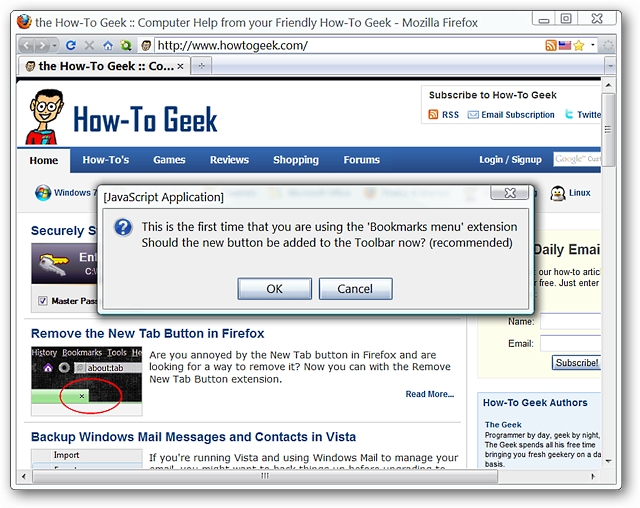 the How-To Geek :: Computer Help from your Friendly How-To Geek - Mozilla Firefox
http://www.howtogeek.com/
the How-To Geek :: Co...
How-To Geek
Subscribe to How-To Geek
RSS Email Subscription Twitte
Home How-To's Games Reviews Shopping Forums Login / Signup Google™ Cust
Windows 7
Linux
[JavaScript Application]
This is the first time that you are using the 'Bookmarks menu' extension
Should the new button be added to the Toolbar now? (recommended)
OK Cancel
Securely S
En
C:\
Master Pas
Daily Email
our how-to artic
free. Just enter
Name:
Email:
Subscribe!
Remove the New Tab Button in Firefox
History Bookmarks Tools He
about:tab
Are you annoyed by the New Tab button in Firefox and are
looking for a way to remove it? Now you can with the Remove
New Tab Button extension.
Read More...
How-To Geek Authors
The Geek
Programmer by day, geek by night,
The Geek spends all his free time
bringing you fresh geekery on a da
basis.
Backup Windows Mail Messages and Contacts in Vista
Import
If you're running Vista and using Windows Mail to manage your
email, you might want to back things up before upgrading to